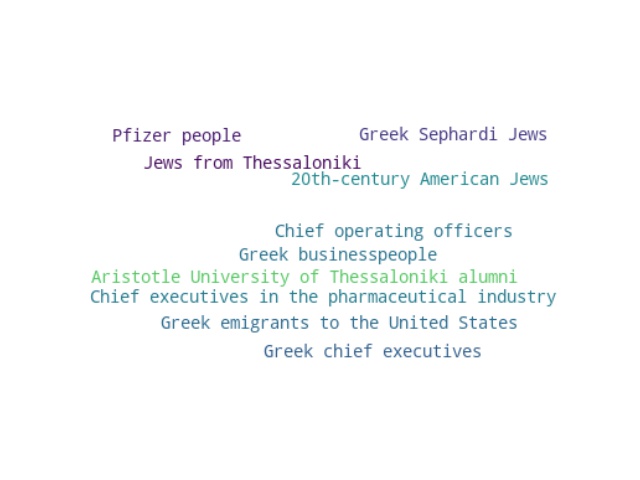 Pfizer people
Greek Sephardi Jews
Jews from Thessaloniki
20th-century American Jews
Chief operating officers
Greek businesspeople
Aristotle University of Thessaloniki alumni
Chief executives in the pharmaceutical industry
Greek emigrants to the United States
Greek chief executives